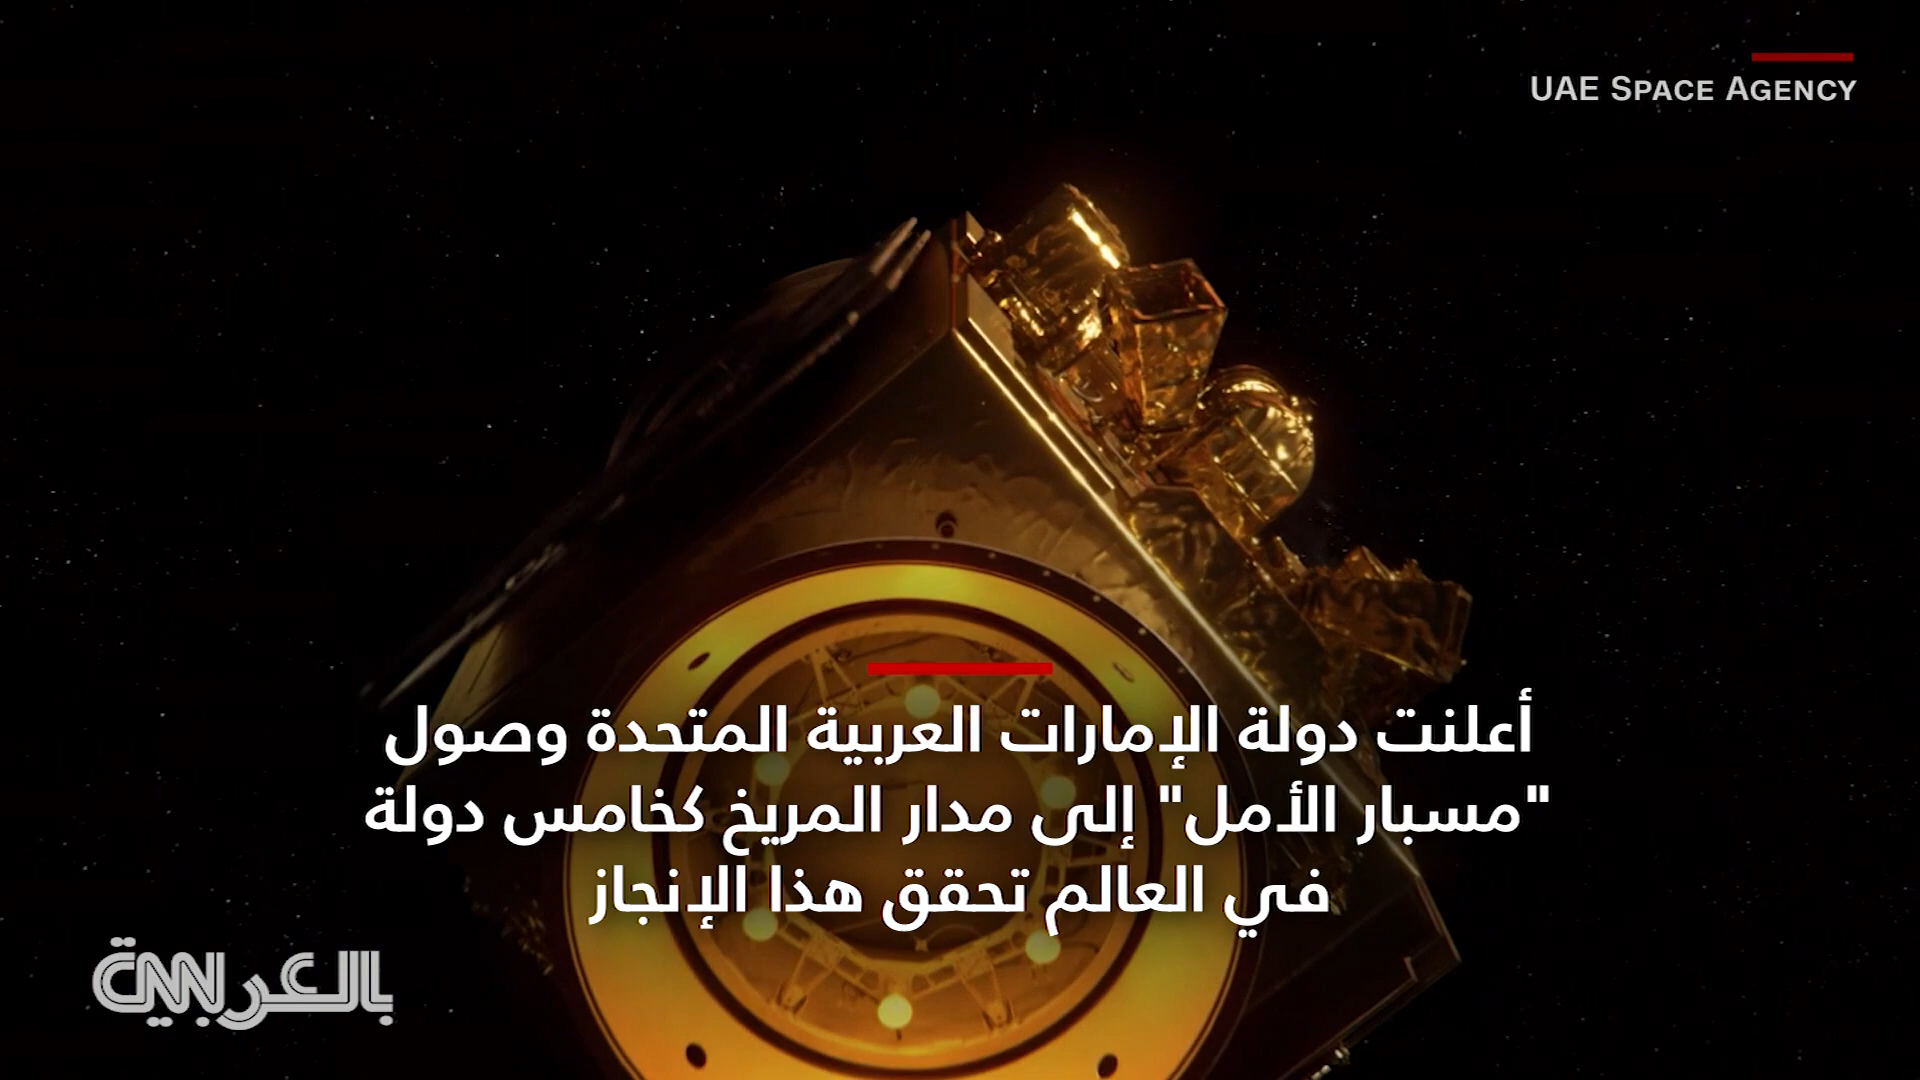 UAE SPACE AGENCY
أعلنت دولة الإمارات العربية المتحدة وصول
"مسبار الأمل" إلى مدار المريخ كخامس دولة
في العالم تحقق هذا الإنجاز
بالعربية CNN